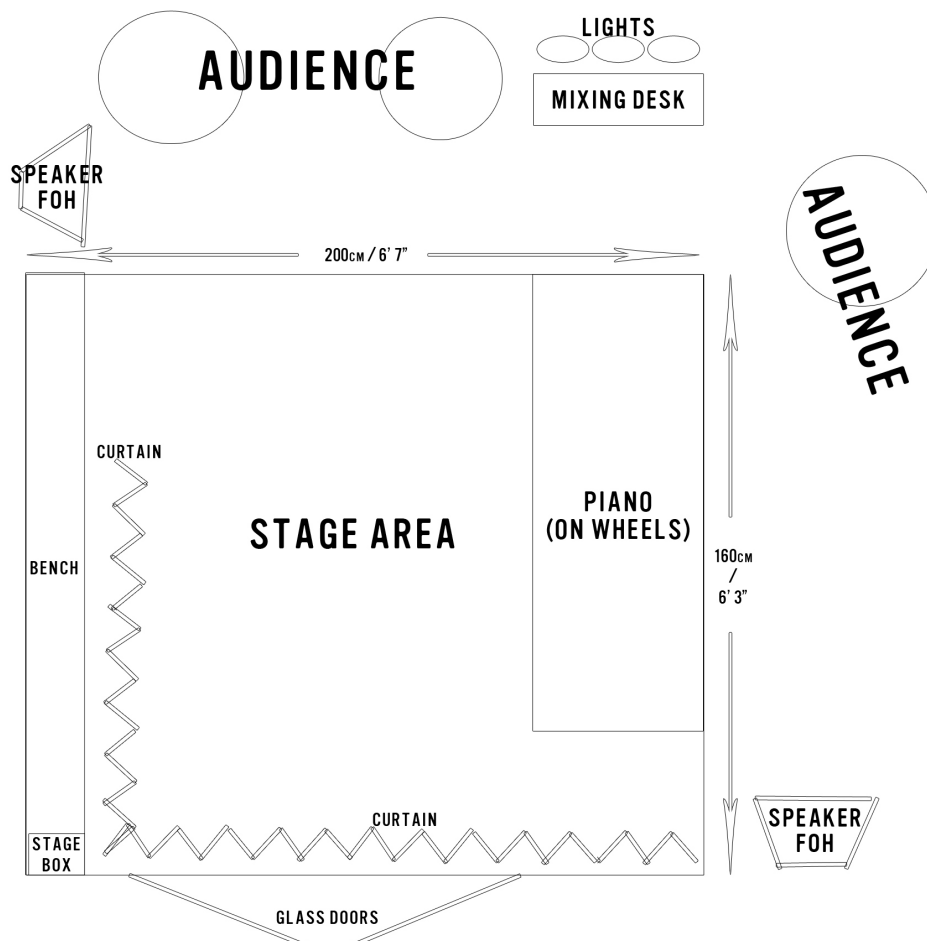 LIGHTS
AUDIENCE
MIXING DESK
SPEAKER
FOH
AUDIENCE
200CM / 6' 7"
CURTAIN
PIANO
(ON WHEELS)
STAGE AREA
BENCH
160CM
/
6' 3"
CURTAIN
SPEAKER
FOH
STAGE
BOX
GLASS DOORS